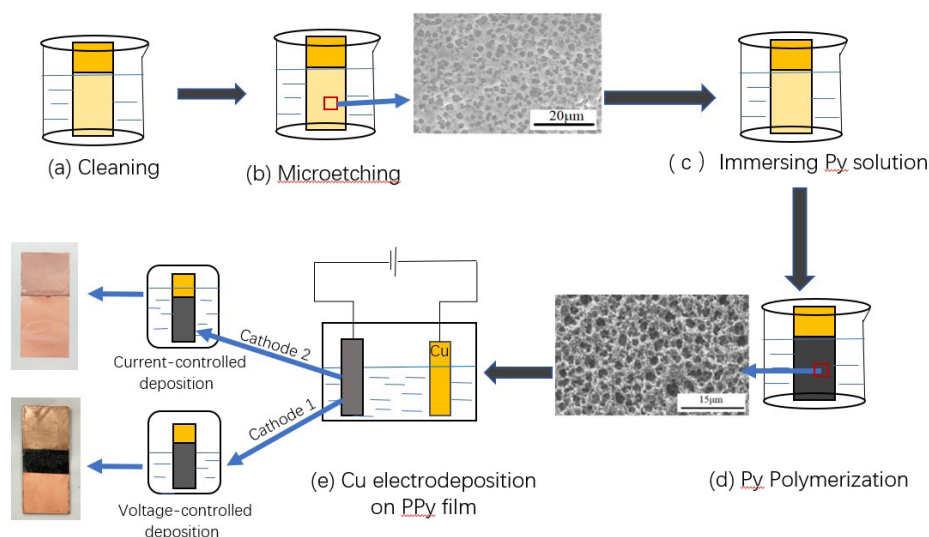 20μm
(a) Cleaning
(b) Microetching
( c ) Immersing Py solution
Cu
Cathode 2
Current-controlled
deposition
15μm
Cathode 1
(e) Cu electrodeposition
on PPy film
(d) Py Polymerization
Voltage-controlled
deposition